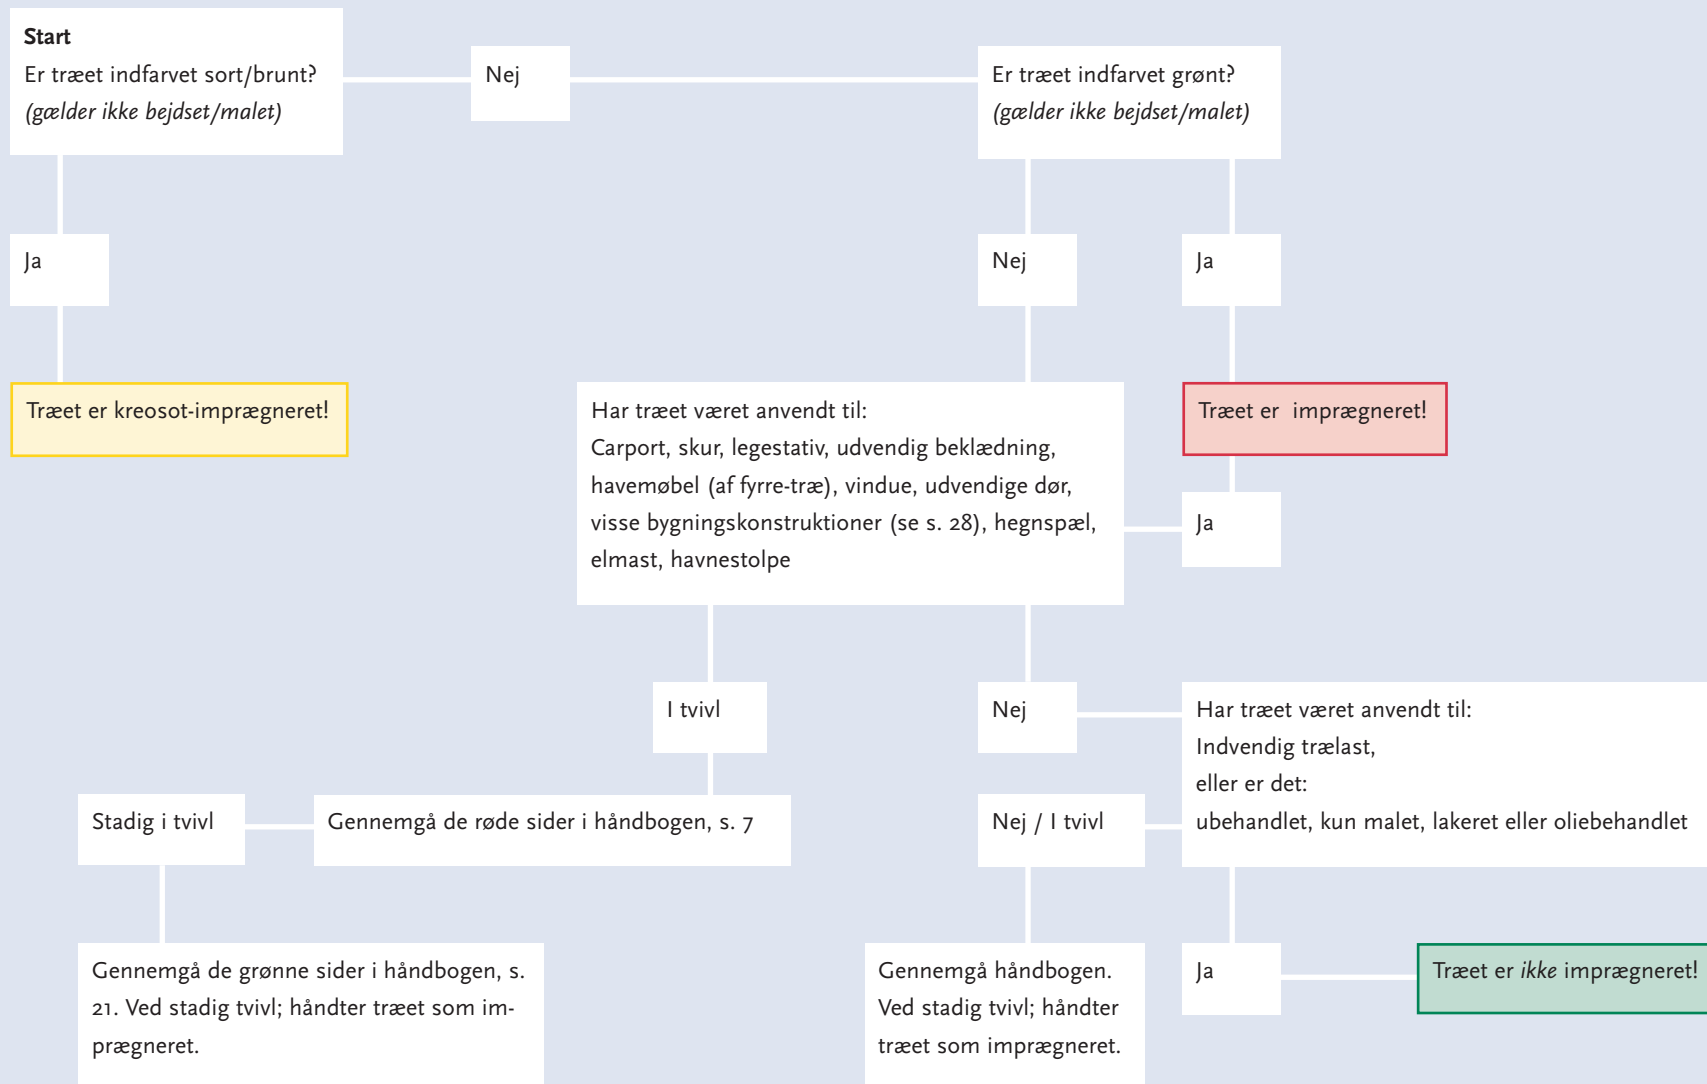 Start
Er træet indfarvet sort/brunt?
(gælder ikke bejdset/malet)
Nej
Er træet indfarvet grønt?
(gælder ikke bejdset/malet)
Ja
Nej
Ja
Træet er kreosot-imprægneret!
Har træet været anvendt til:
Carport, skur, legestativ, udvendig beklædning,
havemøbel (af fyrre-træ), vindue, udvendige dør,
visse bygningskonstruktioner (se s. 28), hegnspæl,
elmast, havnestolpe
Træet er imprægneret!
Ja
I tvivl
Nej
Har træet været anvendt til:
Indvendig trælast,
eller er det:
ubehandlet, kun malet, lakeret eller oliebehandlet
Stadig i tvivl
Gennemgå de røde sider i håndbogen, s. 7
Nej / I tvivl
Gennemgå de grønne sider i håndbogen, s.
21. Ved stadig tvivl; håndter træet som im-
prægneret.
Gennemgå håndbogen.
Ved stadig tvivl; håndter
træet som imprægneret.
Ja
Træet er ikke imprægneret!